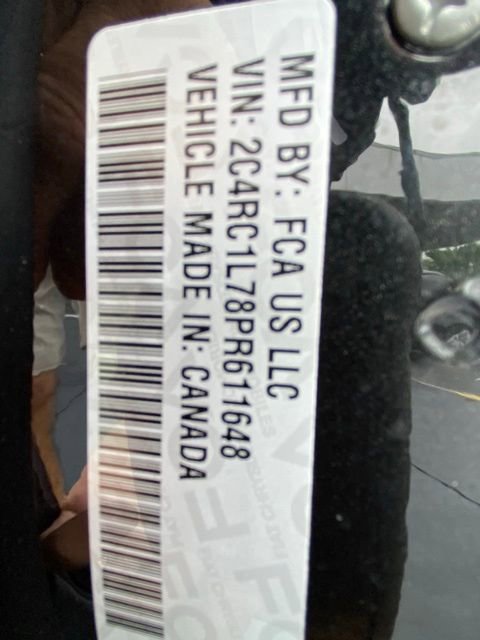 MFD BY: FCA US LLC
VIN: 2C4RC1L78PR611648
VEHICLE MADE IN: CANADA